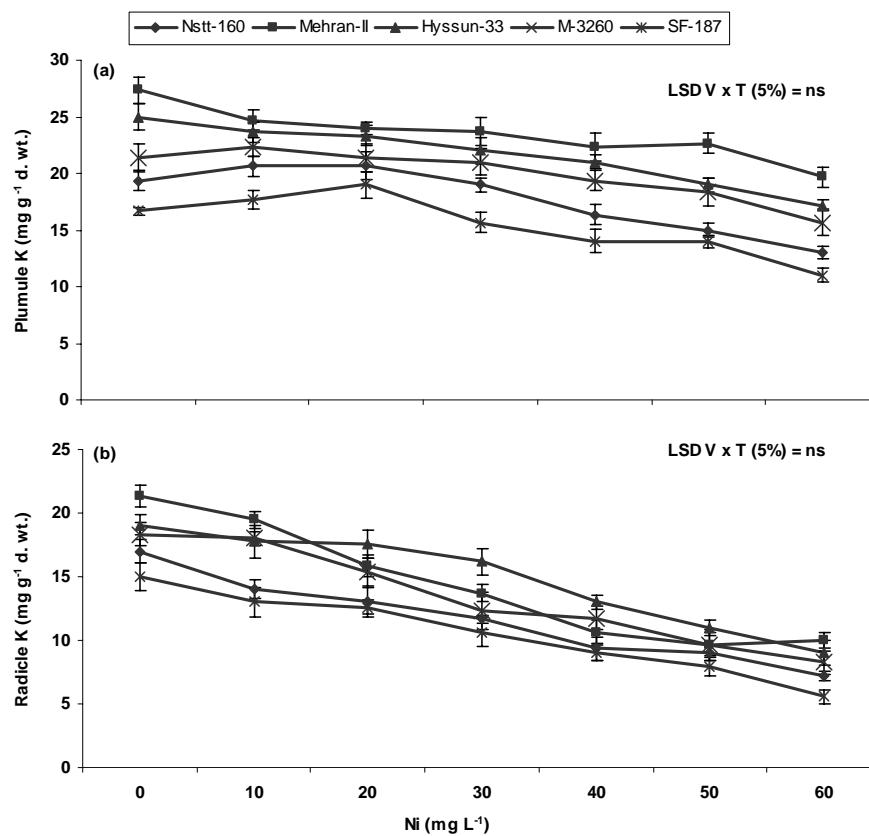 Nstt-160 Mehran-II Hyssun-33 M-3260 SF-187
(a)
LSD V x T (5%) = ns
Plumule K (mg g⁻¹ d. wt.)
30
25
20
15
10
5
0
(b)
LSD V x T (5%) = ns
Radicle K (mg g⁻¹ d. wt.)
25
20
15
10
5
0
0 10 20 30 40 50 60
Ni (mg L⁻¹)